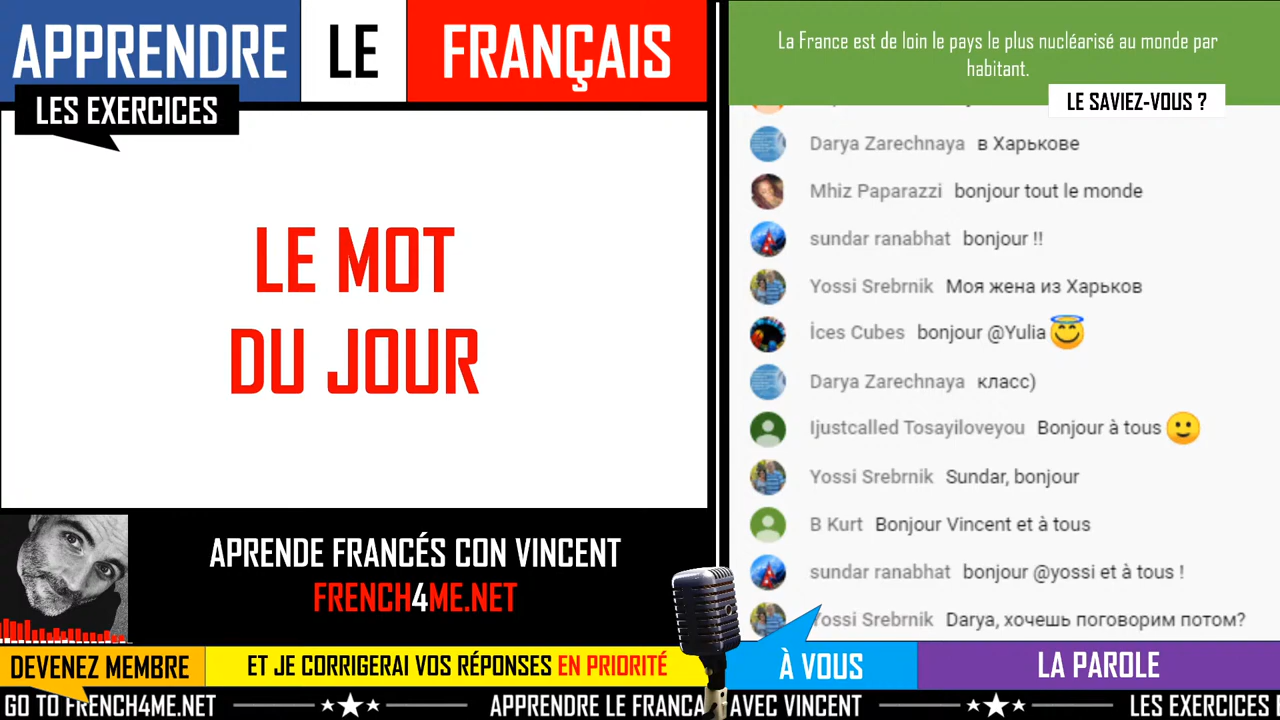 APPRENDRE LE FRANÇAIS
LES EXERCICES
LE MOT
DU JOUR
APRENDE FRANCÉS CON VINCENT
FRENCH4ME.NET
La France est de loin le pays le plus nucléarisé au monde par
habitant.
LE SAVIEZ-VOUS ?
Darya Zarechnaya в Харькове
Mhiz Paparazzi bonjour tout le monde
sundar ranabhat bonjour !!
Yossi Srebrnik Моя жена из Харьков
İces Cubes bonjour @Yulia
Darya Zarechnaya класс)
Ijustcalled Tosayiloveyou Bonjour à tous
Yossi Srebrnik Sundar, bonjour
B Kurt Bonjour Vincent et à tous
sundar ranabhat bonjour @yossi et à tous !
Yossi Srebrnik Darya, хочешь поговорим потом?
DEVENEZ MEMBRE
ET JE CORRIGERAI VOS RÉPONSES EN PRIORITÉ
À VOUS
LA PAROLE
GO TO FRENCH4ME.NET APPRENDRE LE FRANÇA AVEC VINCENT LES EXERCICES